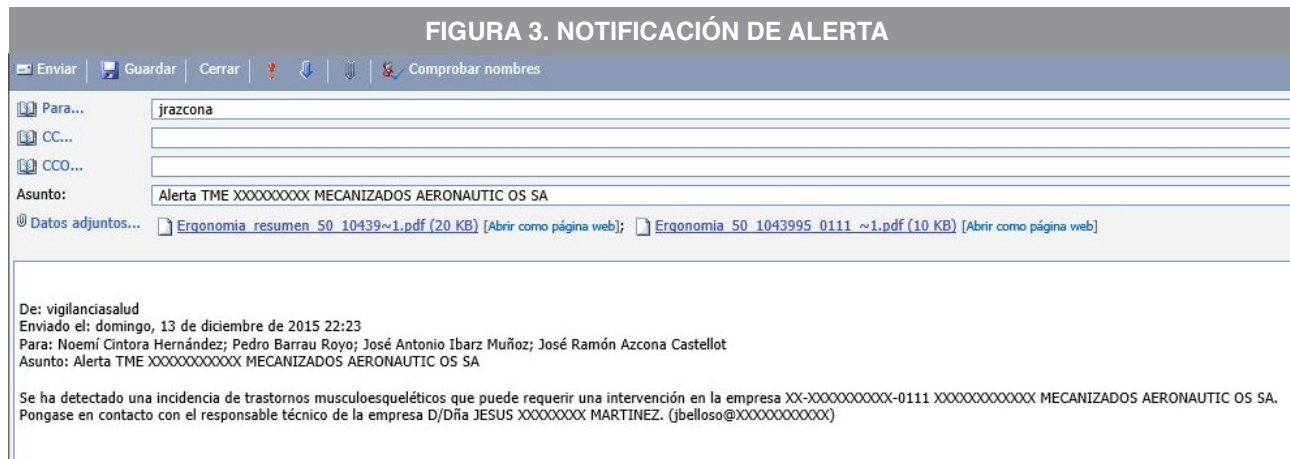 FIGURA 3. NOTIFICACIÓN DE ALERTA
Enviar Guardar Cerrar Comprobar nombres
Para... jrazcona
CC...
CCO...
Asunto: Alerta TME XXXXXXXXX MECANIZADOS AERONAUTIC OS SA
Datos adjuntos... Ergonomia_resumen_50_10439~1.pdf (20 KB) [Abrir como página web]; Ergonomia_50_1043995_0111_~1.pdf (10 KB) [Abrir como página web]
De: vigilanciasalud
Enviado el: domingo, 13 de diciembre de 2015 22:23
Para: Noemí Cintora Hernández; Pedro Barrau Royo; José Antonio Ibarz Muñoz; José Ramón Azcona Castellot
Asunto: Alerta TME XXXXXXXXXXX MECANIZADOS AERONAUTIC OS SA
Se ha detectado una incidencia de trastornos musculoesqueléticos que puede requerir una intervención en la empresa XX-XXXXXXXXXX-0111 XXXXXXXXXXXX MECANIZADOS AERONAUTIC OS SA.
Pongase en contacto con el responsable técnico de la empresa D/Dña JESUS XXXXXXXX MARTINEZ. (jbelloso@XXXXXXXXXXX)